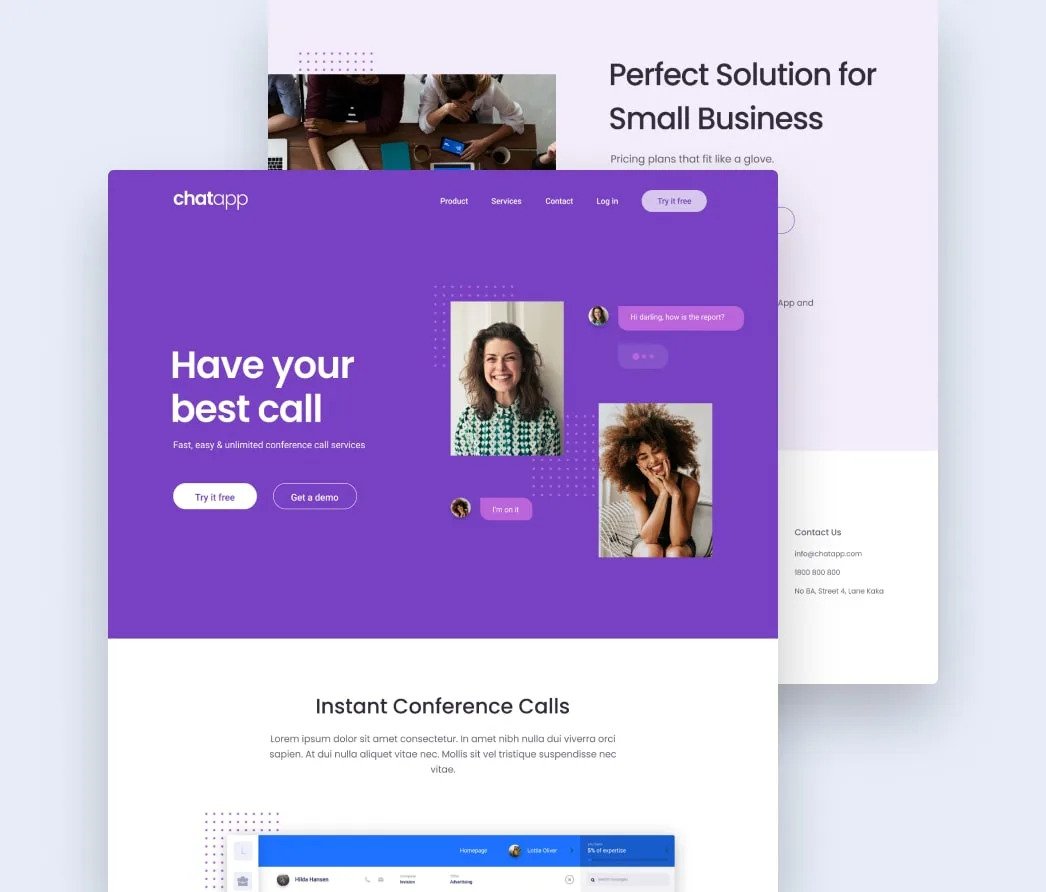 Perfect Solution for
Small Business
Pricing plans that fit like a glove.
App and
Contact Us
info@chatapp.com
1800 800 800
No 8A, Street 4, Lane Kaka
chatapp
Product Services Contact Log in Try it free
Hi darling, how is the report?
Have your
best call
Fast, easy & unlimited conference call services
Try it free Get a demo
I'm on it
Instant Conference Calls
Lorem ipsum dolor sit amet consectetur. In amet nibh nulla dui viverra orci
sapien. At dui nulla aliquet vitae nec. Mollis sit vel tristique suspendisse nec
vitae.
L
Homepage Lottie Oliver
5% of expertise
Hilda Hansen
Invision
Advertising
Search messages